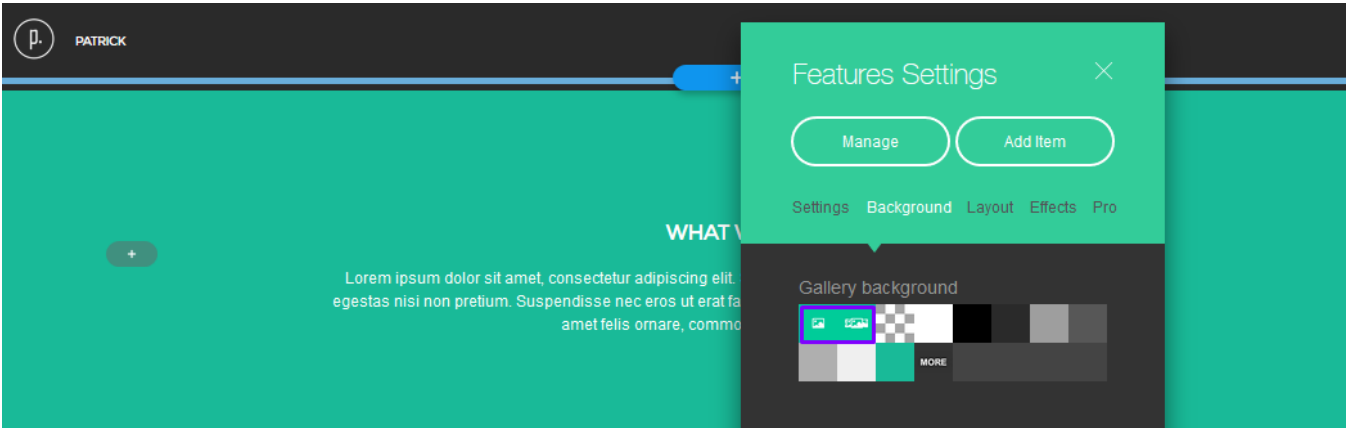 p.
PATRICK
+
Features Settings
Manage
Add Item
Settings Background Layout Effects Pro
WHAT
+
Lorem ipsum dolor sit amet, consectetur adipiscing elit.
egestas nisi non pretium. Suspendisse nec eros ut erat fa
amet felis ornare, commo
Gallery background
MORE